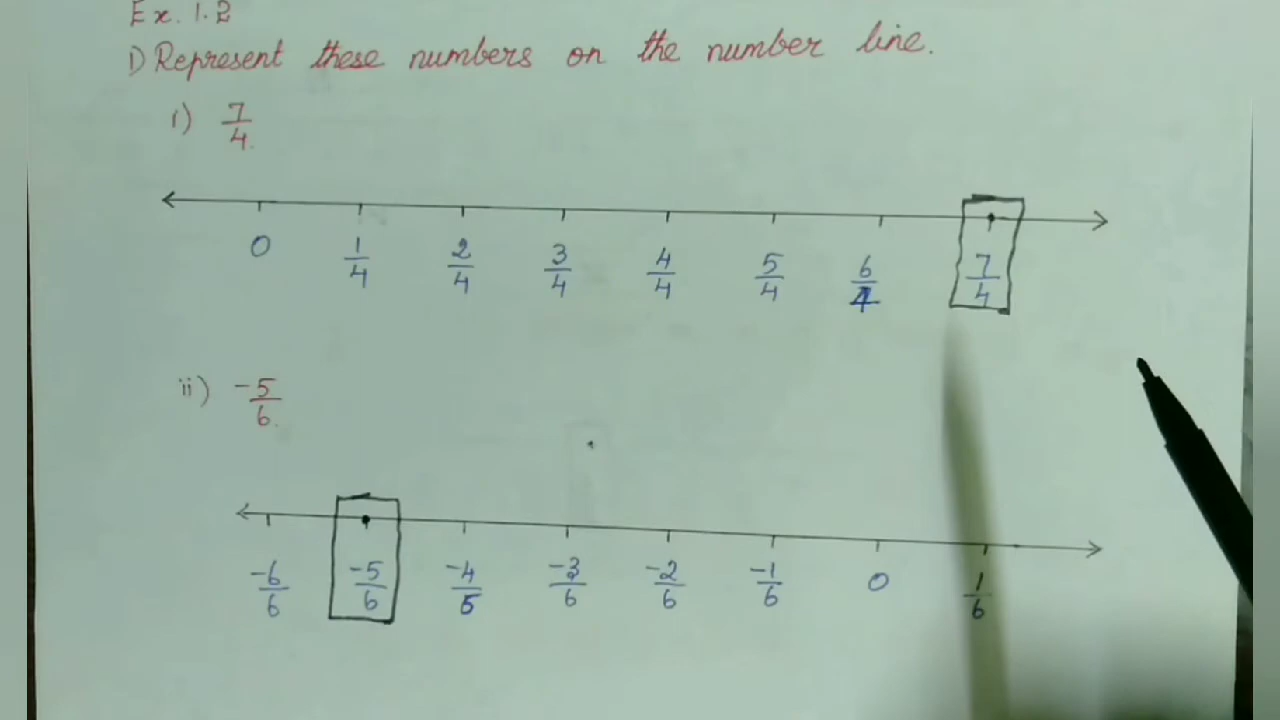 Ex. 1.2
1) Represent these numbers on the number line.
i) 7/4.
0 1/4 2/4 3/4 4/4 5/4 6/4 7/4
ii) -5/6.
-6/6 -5/6 -4/6 -3/6 -2/6 -1/6 0 1/6